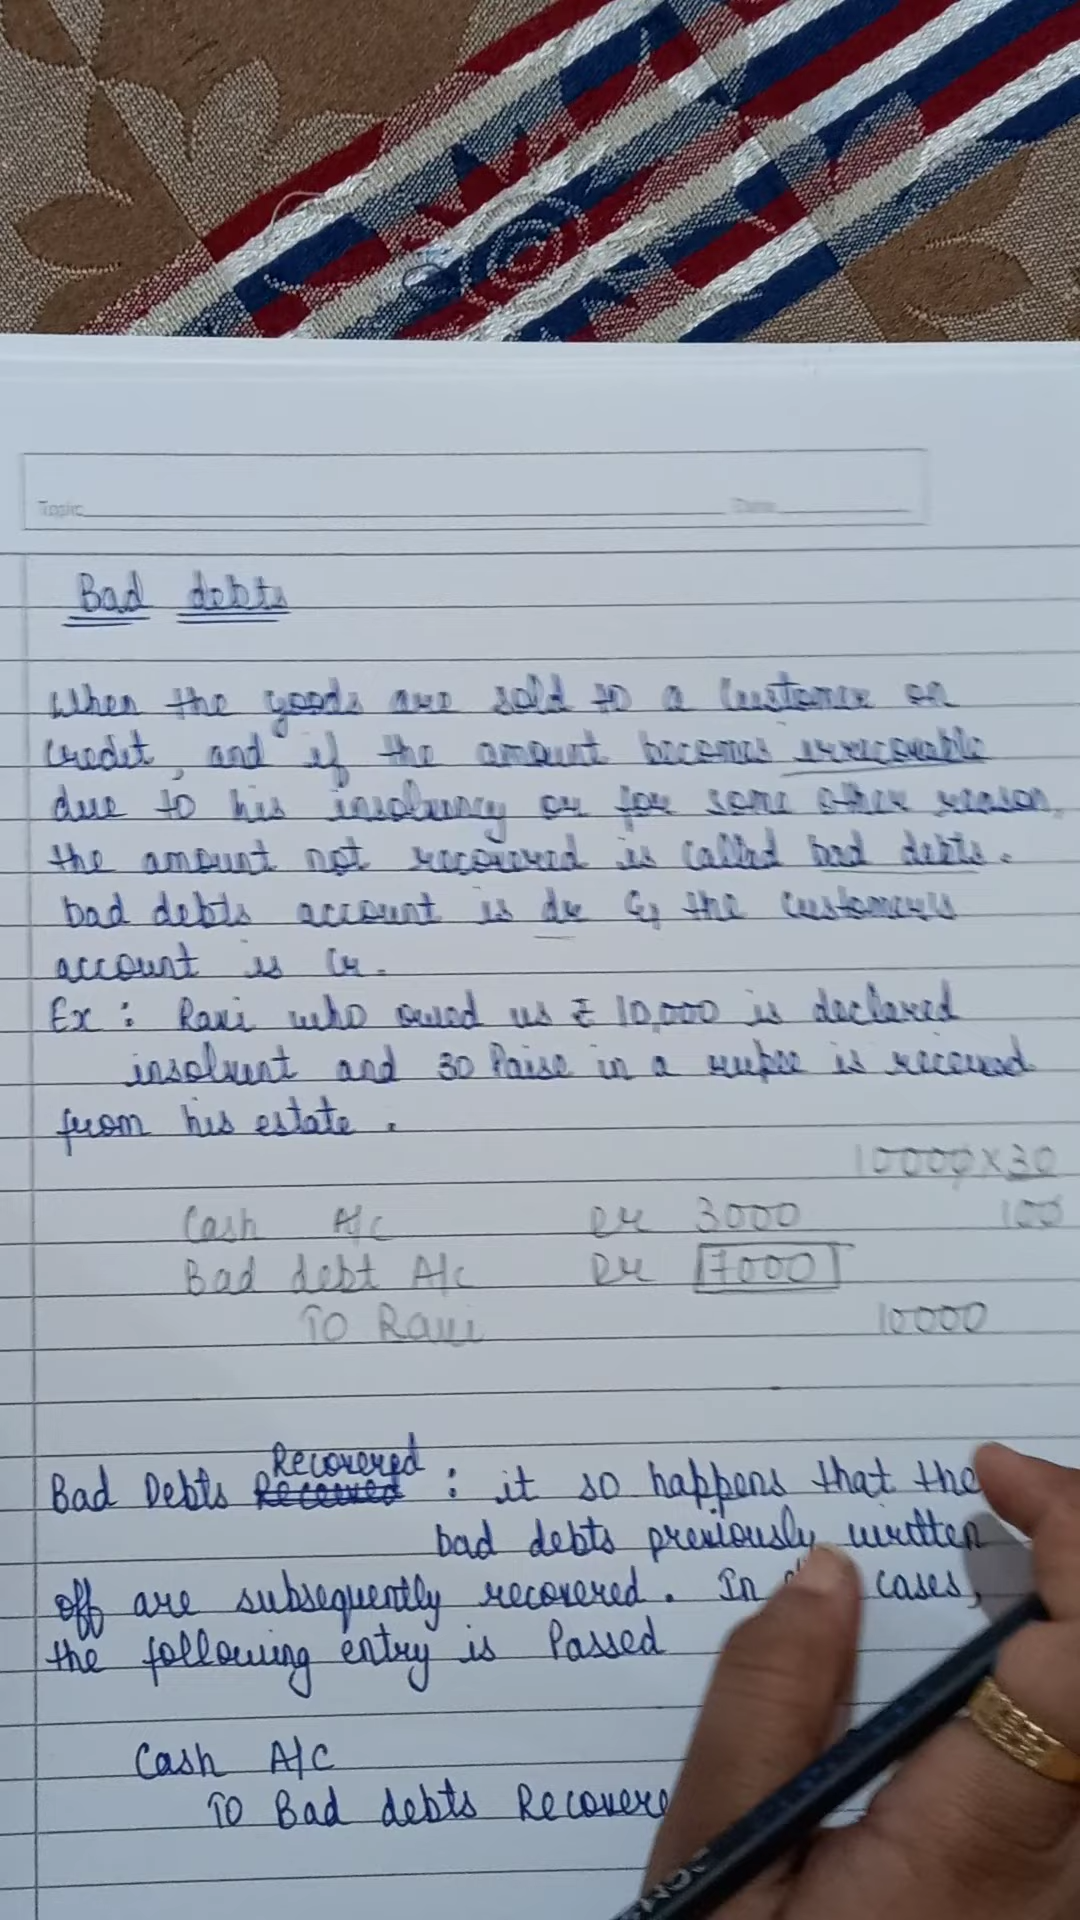 Topic Date
Bad debts
When the goods are sold to a Customer on
Credit, and if the amount becomes irrecoverable
due to his insolvency or for some other reason,
the amount not recovered is called bad debts.
bad debts account is dr & the customer's
account is Cr.
Ex : Ravi who owed us ₹ 10,000 is declared
insolvent and 30 Paise in a rupee is received
from his estate.
10000 x 30
100
Cash A/c Dr 3000
Bad debt A/c Dr 7000
TO Ravi 10000
Recovered
Bad Debts Received : it so happens that the
bad debts previously written
off are subsequently recovered. In cases,
the following entry is Passed
Cash A/C
TO Bad debts Recovere